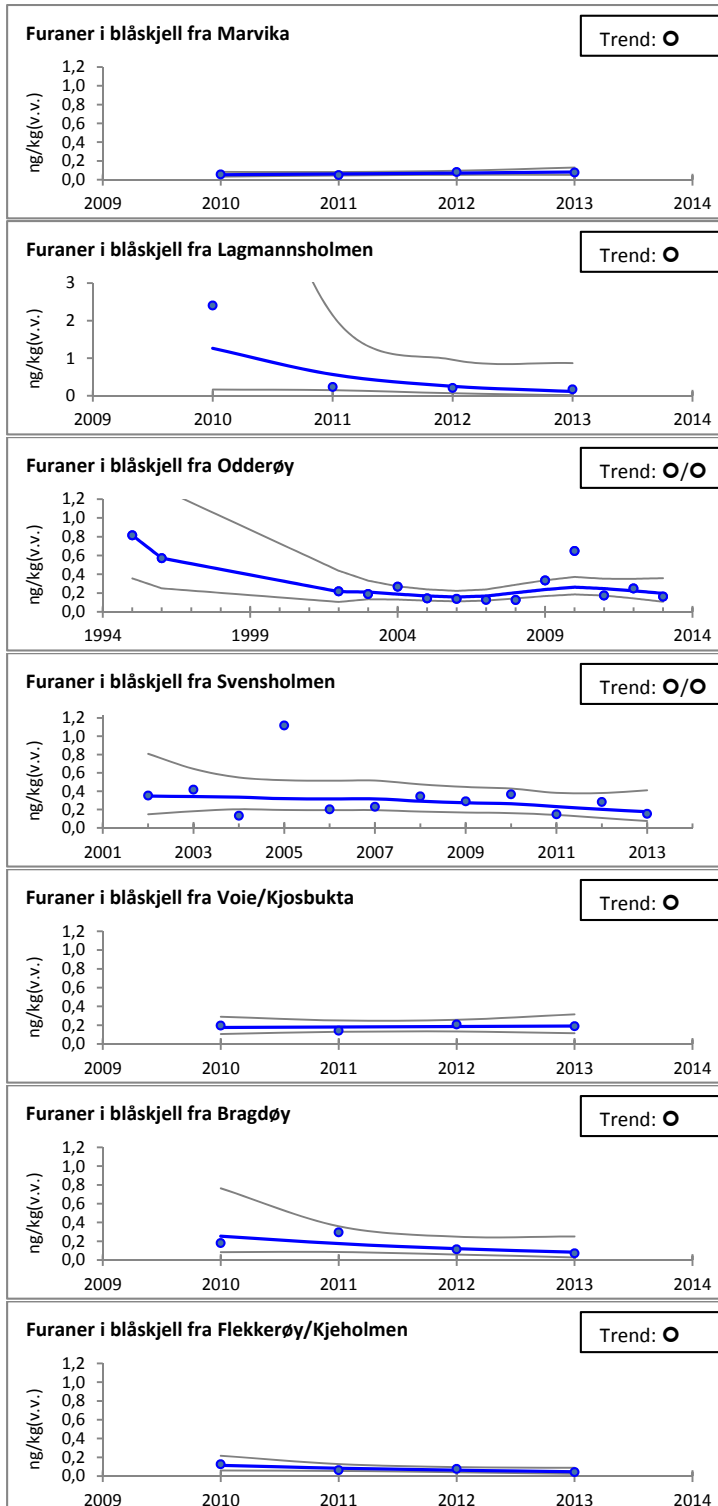 Furaner i blåskjell fra Marvika
Trend: O
ng/kg(v.v.)
1,2
1,0
0,8
0,6
0,4
0,2
0,0
2009 2010 2011 2012 2013 2014
Furaner i blåskjell fra Lagmannsholmen
Trend: O
ng/kg(v.v.)
3
2
1
0
2009 2010 2011 2012 2013 2014
Furaner i blåskjell fra Odderøy
Trend: O/O
ng/kg(v.v.)
1,2
1,0
0,8
0,6
0,4
0,2
0,0
1994 1999 2004 2009 2014
Furaner i blåskjell fra Svensholmen
Trend: O/O
ng/kg(v.v.)
1,2
1,0
0,8
0,6
0,4
0,2
0,0
2001 2003 2005 2007 2009 2011 2013
Furaner i blåskjell fra Voie/Kjosbukta
Trend: O
ng/kg(v.v.)
1,2
1,0
0,8
0,6
0,4
0,2
0,0
2009 2010 2011 2012 2013 2014
Furaner i blåskjell fra Bragdøy
Trend: O
ng/kg(v.v.)
1,2
1,0
0,8
0,6
0,4
0,2
0,0
2009 2010 2011 2012 2013 2014
Furaner i blåskjell fra Flekkerøy/Kjeholmen
Trend: O
ng/kg(v.v.)
1,2
1,0
0,8
0,6
0,4
0,2
0,0
2009 2010 2011 2012 2013 2014